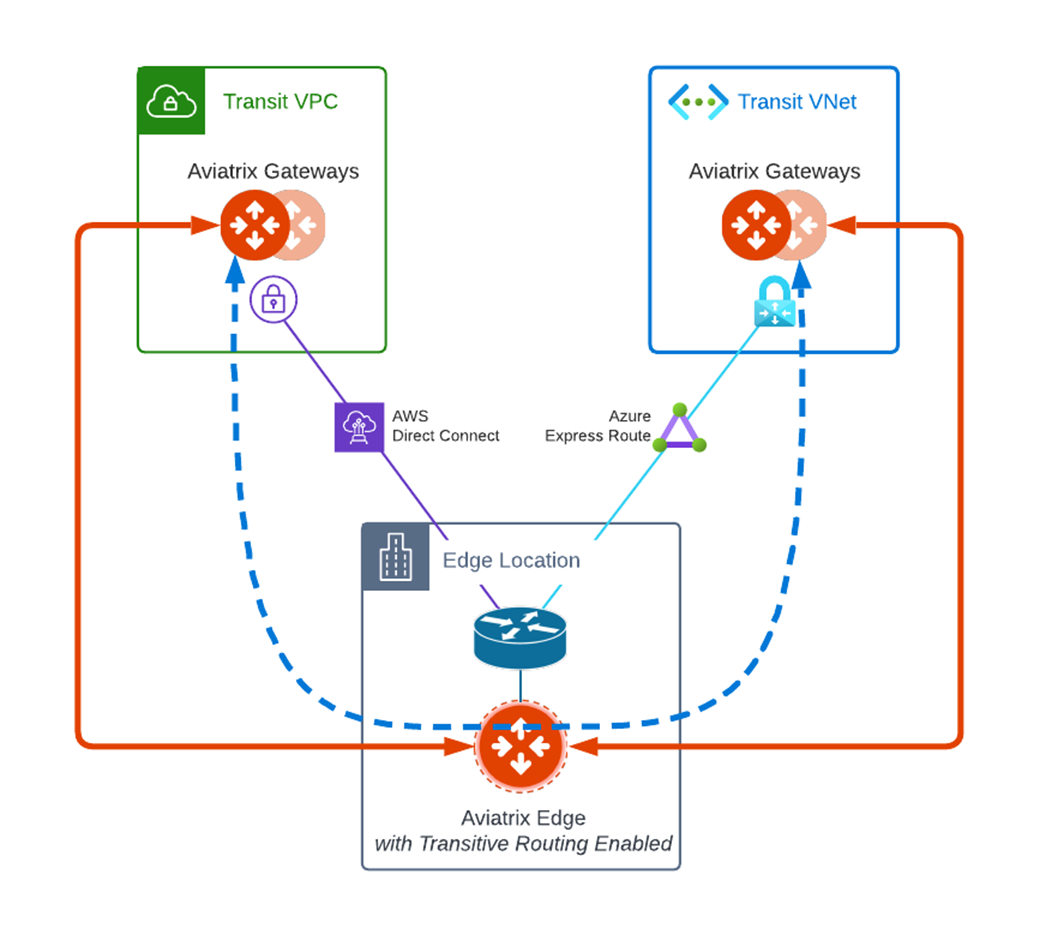 Transit VPC
Transit VNet
Aviatrix Gateways
Aviatrix Gateways
AWS
Direct Connect
Azure
Express Route
Edge Location
Aviatrix Edge
with Transitive Routing Enabled